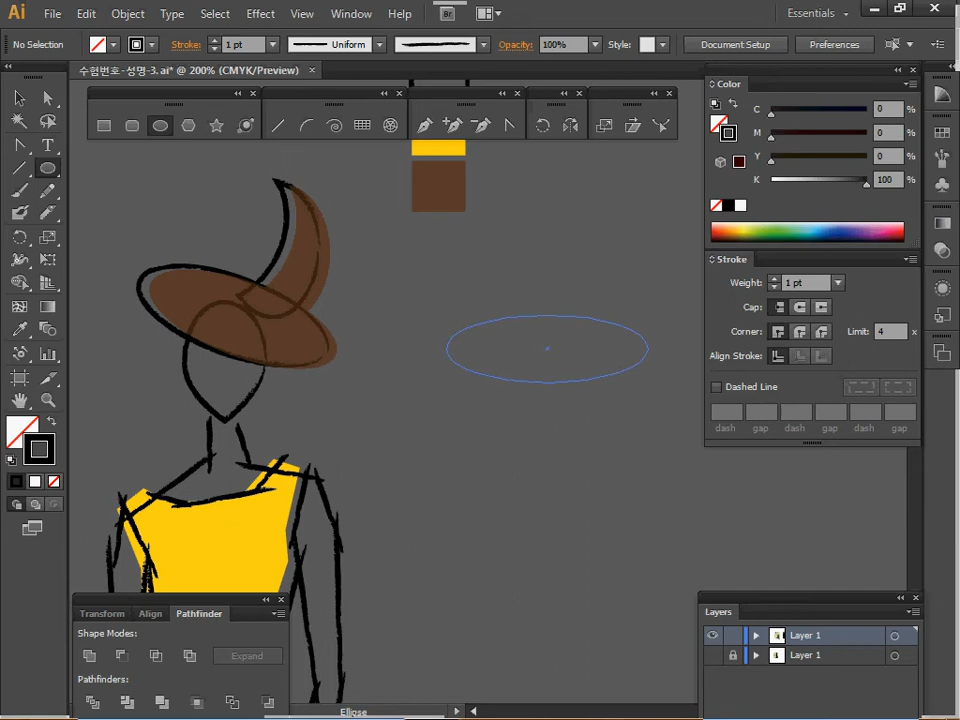 Ai File Edit Object Type Select Effect View Window Help Br Essentials
No Selection Stroke: 1 pt Uniform Opacity: 100% Style: Document Setup Preferences
수험번호-성명-3. ai* @ 200% (CMYK/Preview)
Color
C 0 %
M 0 %
Y 0 %
K 100 %
Stroke
Weight: 1 pt
Cap:
Corner: Limit: 4 x
Align Stroke:
Dashed Line
dash gap dash gap dash gap
Transform Align Pathfinder
Shape Modes:
Expand
Pathfinders:
Layers
Layer 1
Layer 1
Ellipse